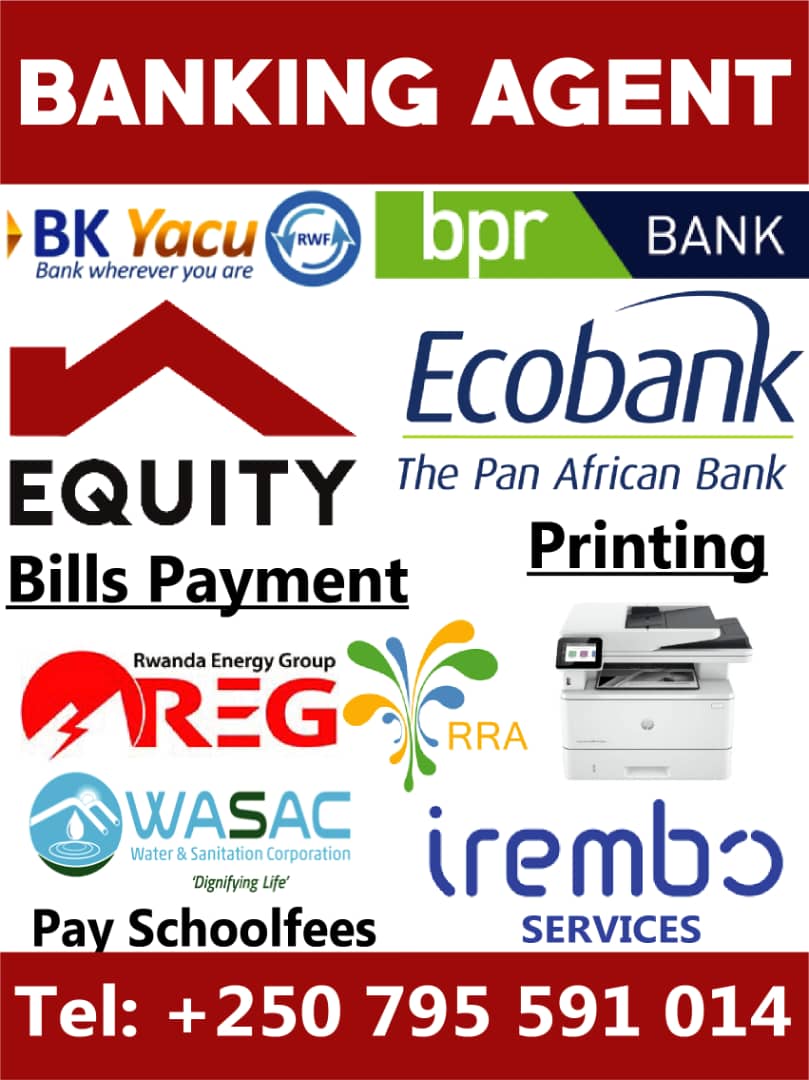 BANKING AGENT
BK Yacu
Bank wherever you are
RWF
bpr BANK
EQUITY
Ecobank
The Pan African Bank
Bills Payment
Printing
Rwanda Energy Group
REG
RRA
hp
WASAC
Water & Sanitation Corporation
'Dignifying Life'
irembo
SERVICES
Pay Schoolfees
Tel: +250 795 591 014